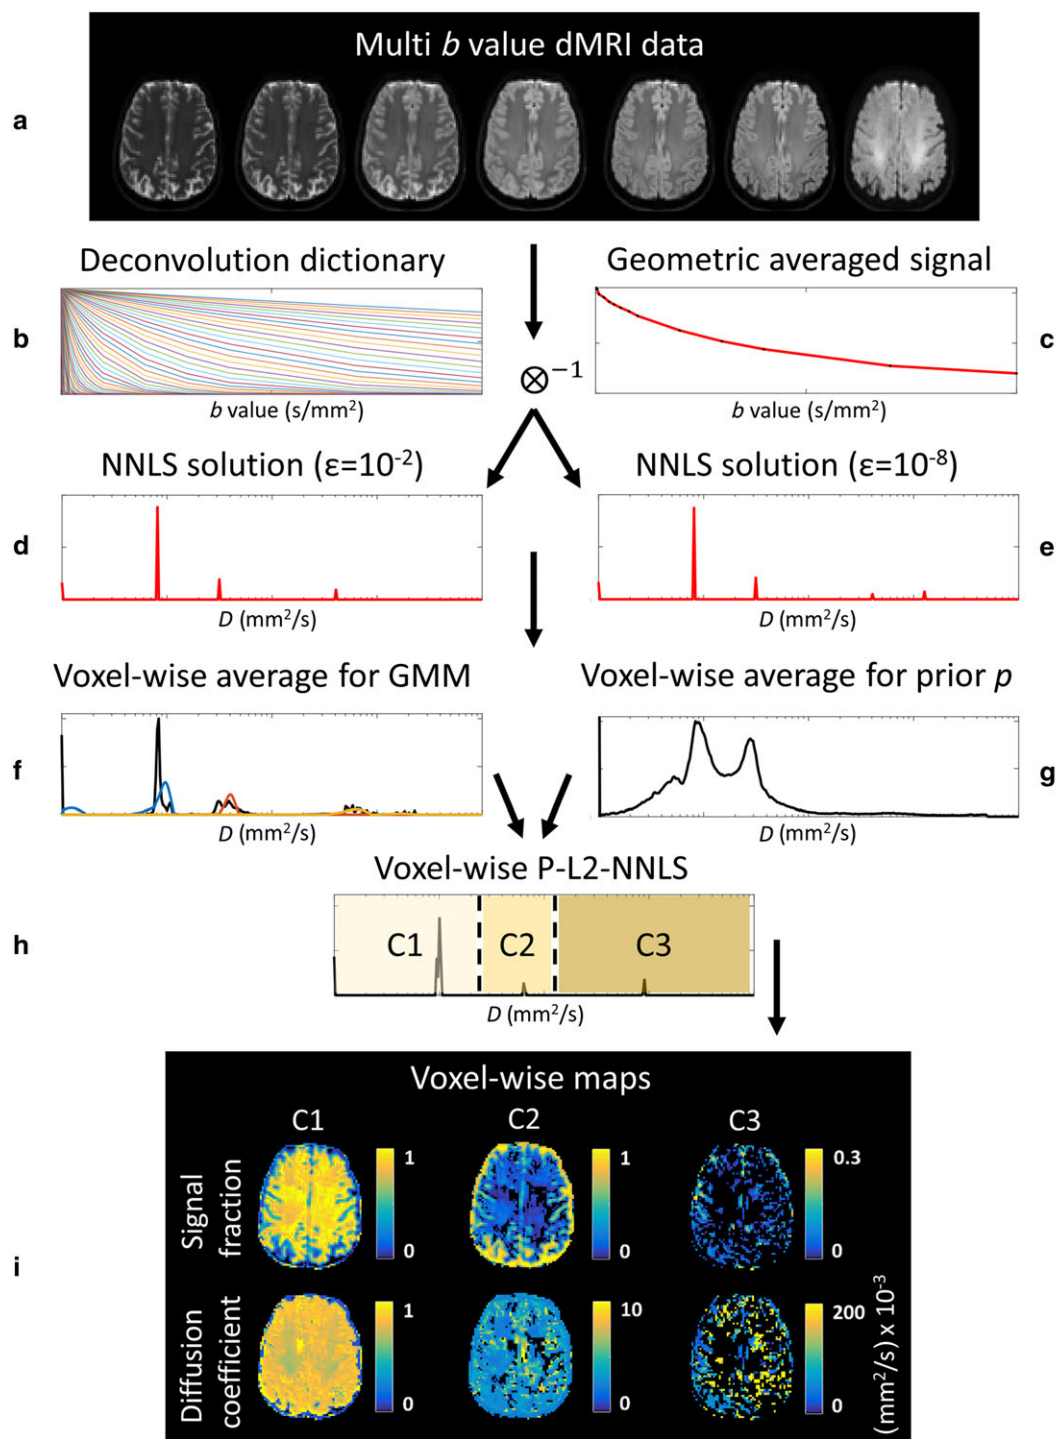 Multi b value dMRI data
a
Deconvolution dictionary
Geometric averaged signal
b
c
⊗⁻¹
b value (s/mm²)
b value (s/mm²)
NNLS solution (ε=10⁻²)
NNLS solution (ε=10⁻⁸)
d
e
D (mm²/s)
D (mm²/s)
Voxel-wise average for GMM
Voxel-wise average for prior p
f
g
D (mm²/s)
D (mm²/s)
Voxel-wise P-L2-NNLS
h
C1
C2
C3
D (mm²/s)
Voxel-wise maps
C1
C2
C3
i
Signal
fraction
1
0
1
0
0.3
0
Diffusion
coefficient
1
0
10
0
200
0
(mm²/s) x 10⁻³